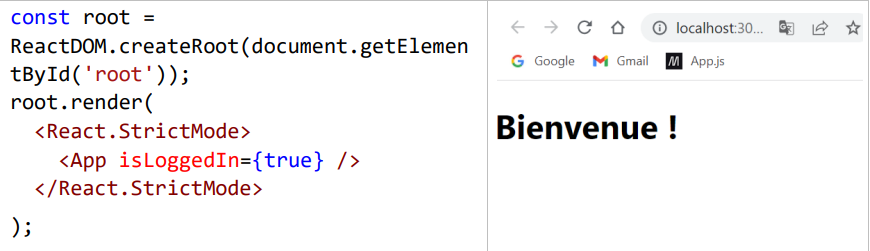 const root =
ReactDOM.createRoot(document.getElemen
tById('root'));
root.render(
  <React.StrictMode>
    <App isLoggedIn={true} />
  </React.StrictMode>
);
localhost:30...
Google Gmail App.js
Bienvenue !